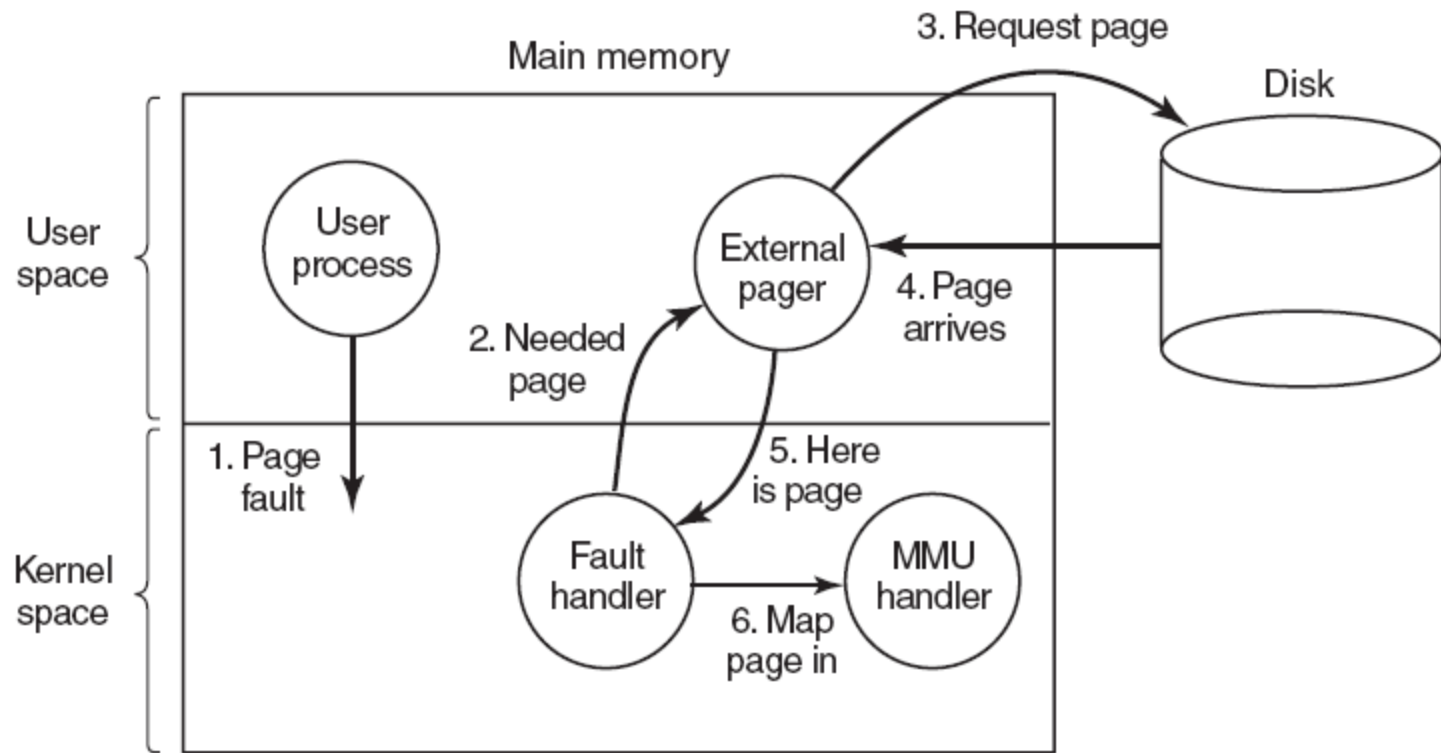 3. Request page
Main memory
Disk
User
space
User
process
External
pager
4. Page
arrives
2. Needed
page
1. Page
fault
5. Here
is page
Kernel
space
Fault
handler
MMU
handler
6. Map
page in